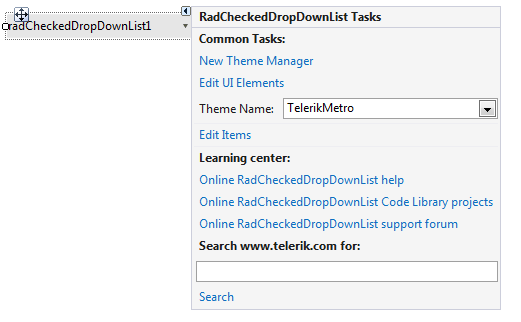 radCheckedDropDownList1
RadCheckedDropDownList Tasks
Common Tasks:
New Theme Manager
Edit UI Elements
Theme Name: TelerikMetro
Edit Items
Learning center:
Online RadCheckedDropDownList help
Online RadCheckedDropDownList Code Library projects
Online RadCheckedDropDownList support forum
Search www.telerik.com for:
Search